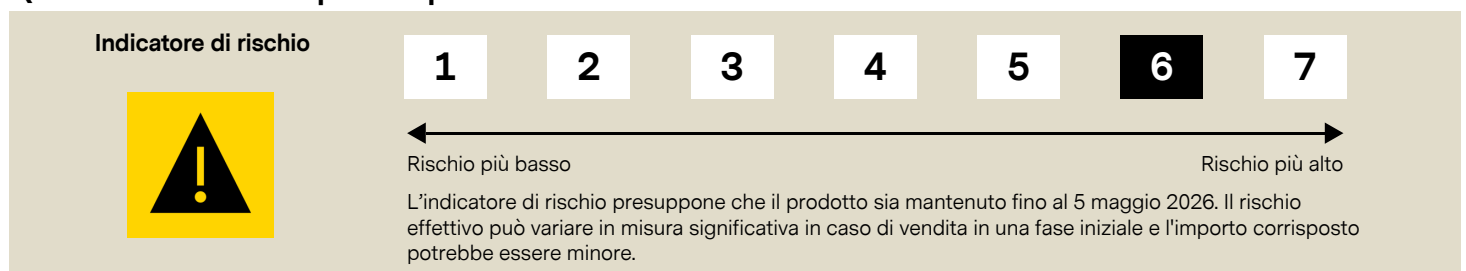 Indicatore di rischio
1 2 3 4 5 6 7
Rischio più basso Rischio più alto
L'indicatore di rischio presuppone che il prodotto sia mantenuto fino al 5 maggio 2026. Il rischio
effettivo può variare in misura significativa in caso di vendita in una fase iniziale e l'importo corrisposto
potrebbe essere minore.